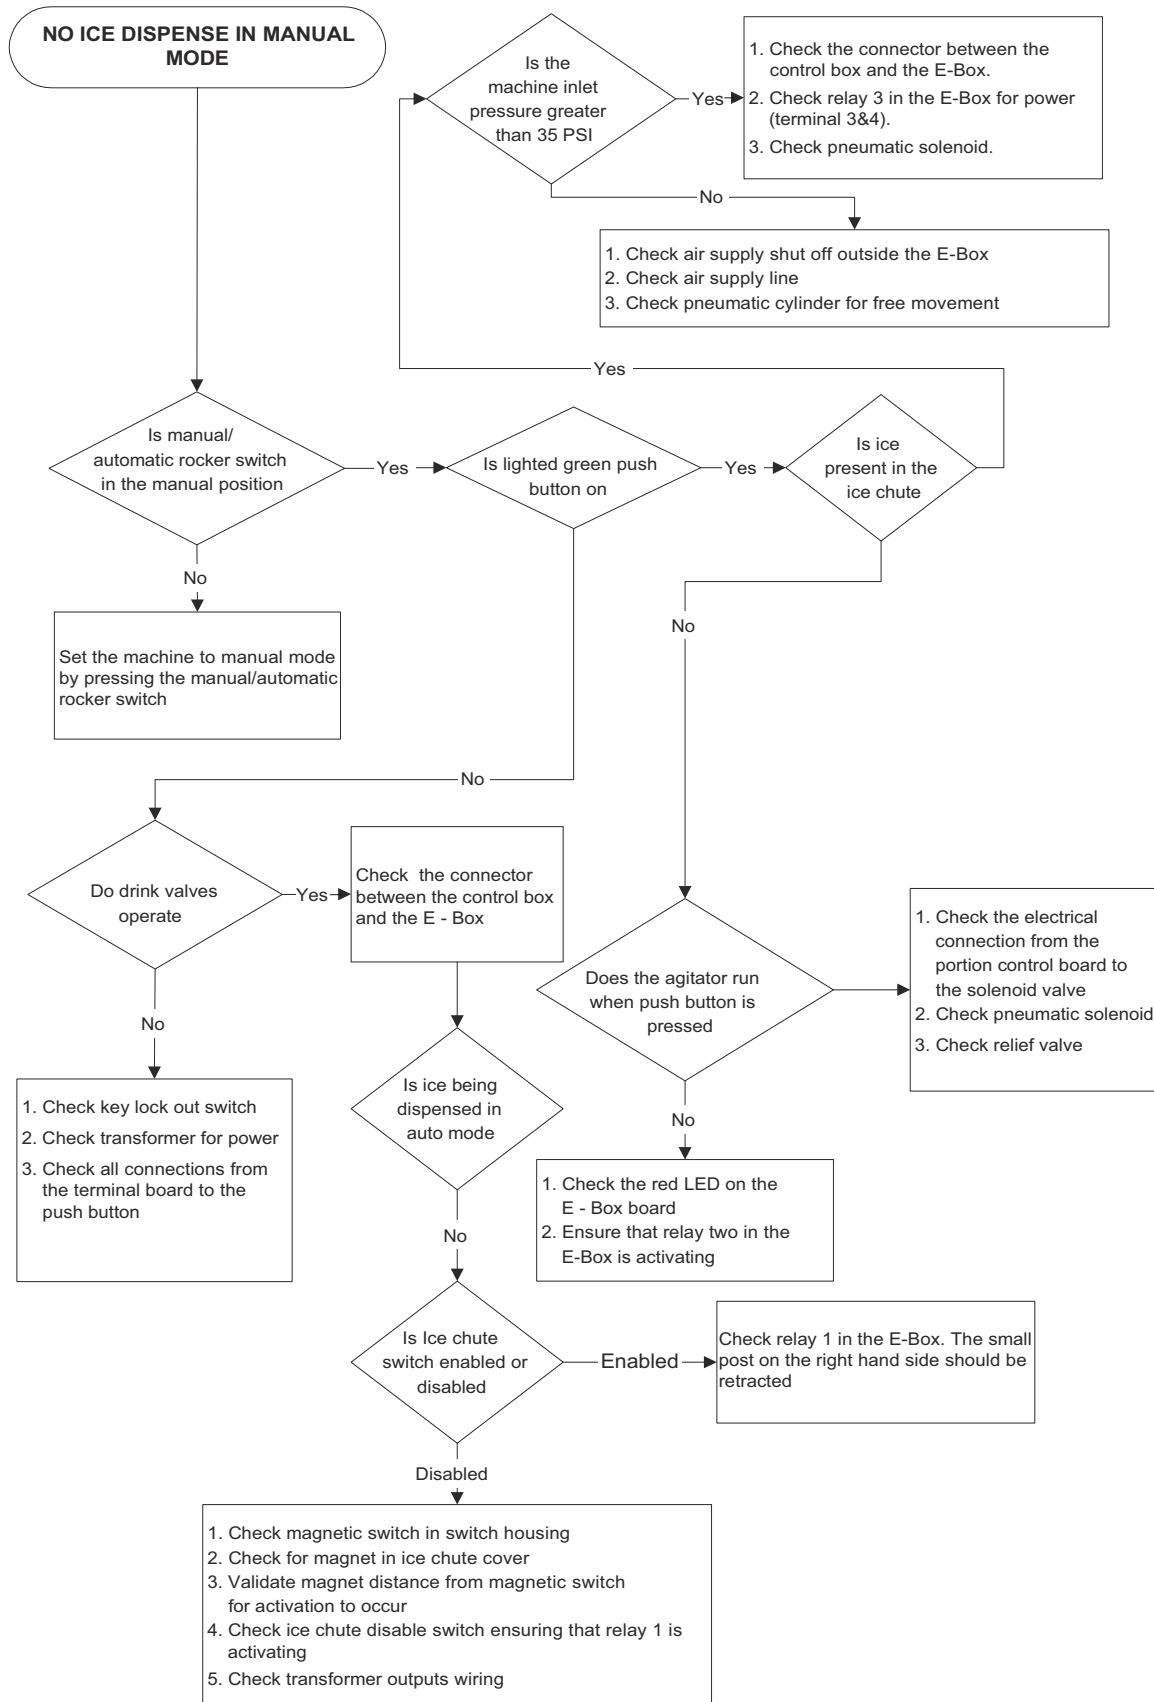 NO ICE DISPENSE IN MANUAL
MODE
Is the
machine inlet
pressure greater
than 35 PSI
Yes
1. Check the connector between the
control box and the E-Box.
2. Check relay 3 in the E-Box for power
(terminal 3&4).
3. Check pneumatic solenoid.
No
1. Check air supply shut off outside the E-Box
2. Check air supply line
3. Check pneumatic cylinder for free movement
Yes
Is manual/
automatic rocker switch
in the manual position
Yes
Is lighted green push
button on
Yes
Is ice
present in the
ice chute
No
Set the machine to manual mode
by pressing the manual/automatic
rocker switch
No
No
Do drink valves
operate
Yes
Check the connector
between the control box
and the E - Box
No
1. Check key lock out switch
2. Check transformer for power
3. Check all connections from
the terminal board to the
push button
Does the agitator run
when push button is
pressed
1. Check the electrical
connection from the
portion control board to
the solenoid valve
2. Check pneumatic solenoid
3. Check relief valve
No
1. Check the red LED on the
E - Box board
2. Ensure that relay two in the
E-Box is activating
Is ice being
dispensed in
auto mode
No
Is Ice chute
switch enabled or
disabled
Enabled
Check relay 1 in the E-Box. The small
post on the right hand side should be
retracted
Disabled
1. Check magnetic switch in switch housing
2. Check for magnet in ice chute cover
3. Validate magnet distance from magnetic switch
for activation to occur
4. Check ice chute disable switch ensuring that relay 1 is
activating
5. Check transformer outputs wiring